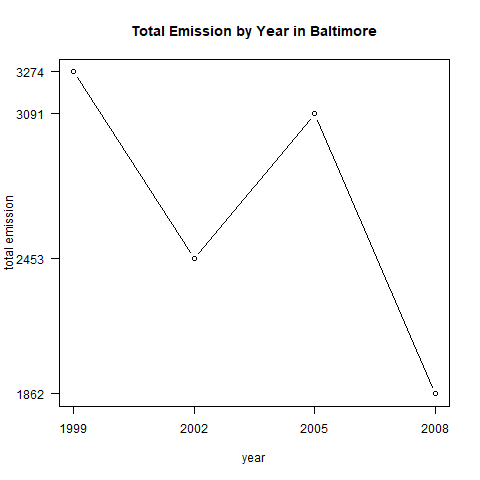 Total Emission by Year in Baltimore
3274
3091
2453
1862
total emission
1999 2002 2005 2008
year